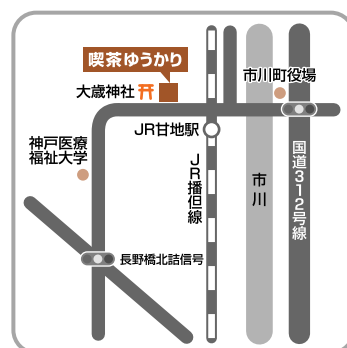 喫茶ゆうかり
市川町役場
大歳神社
JR甘地駅
神戸医療
福祉大学
JR播但線
市川
国道312号線
長野橋北詰信号